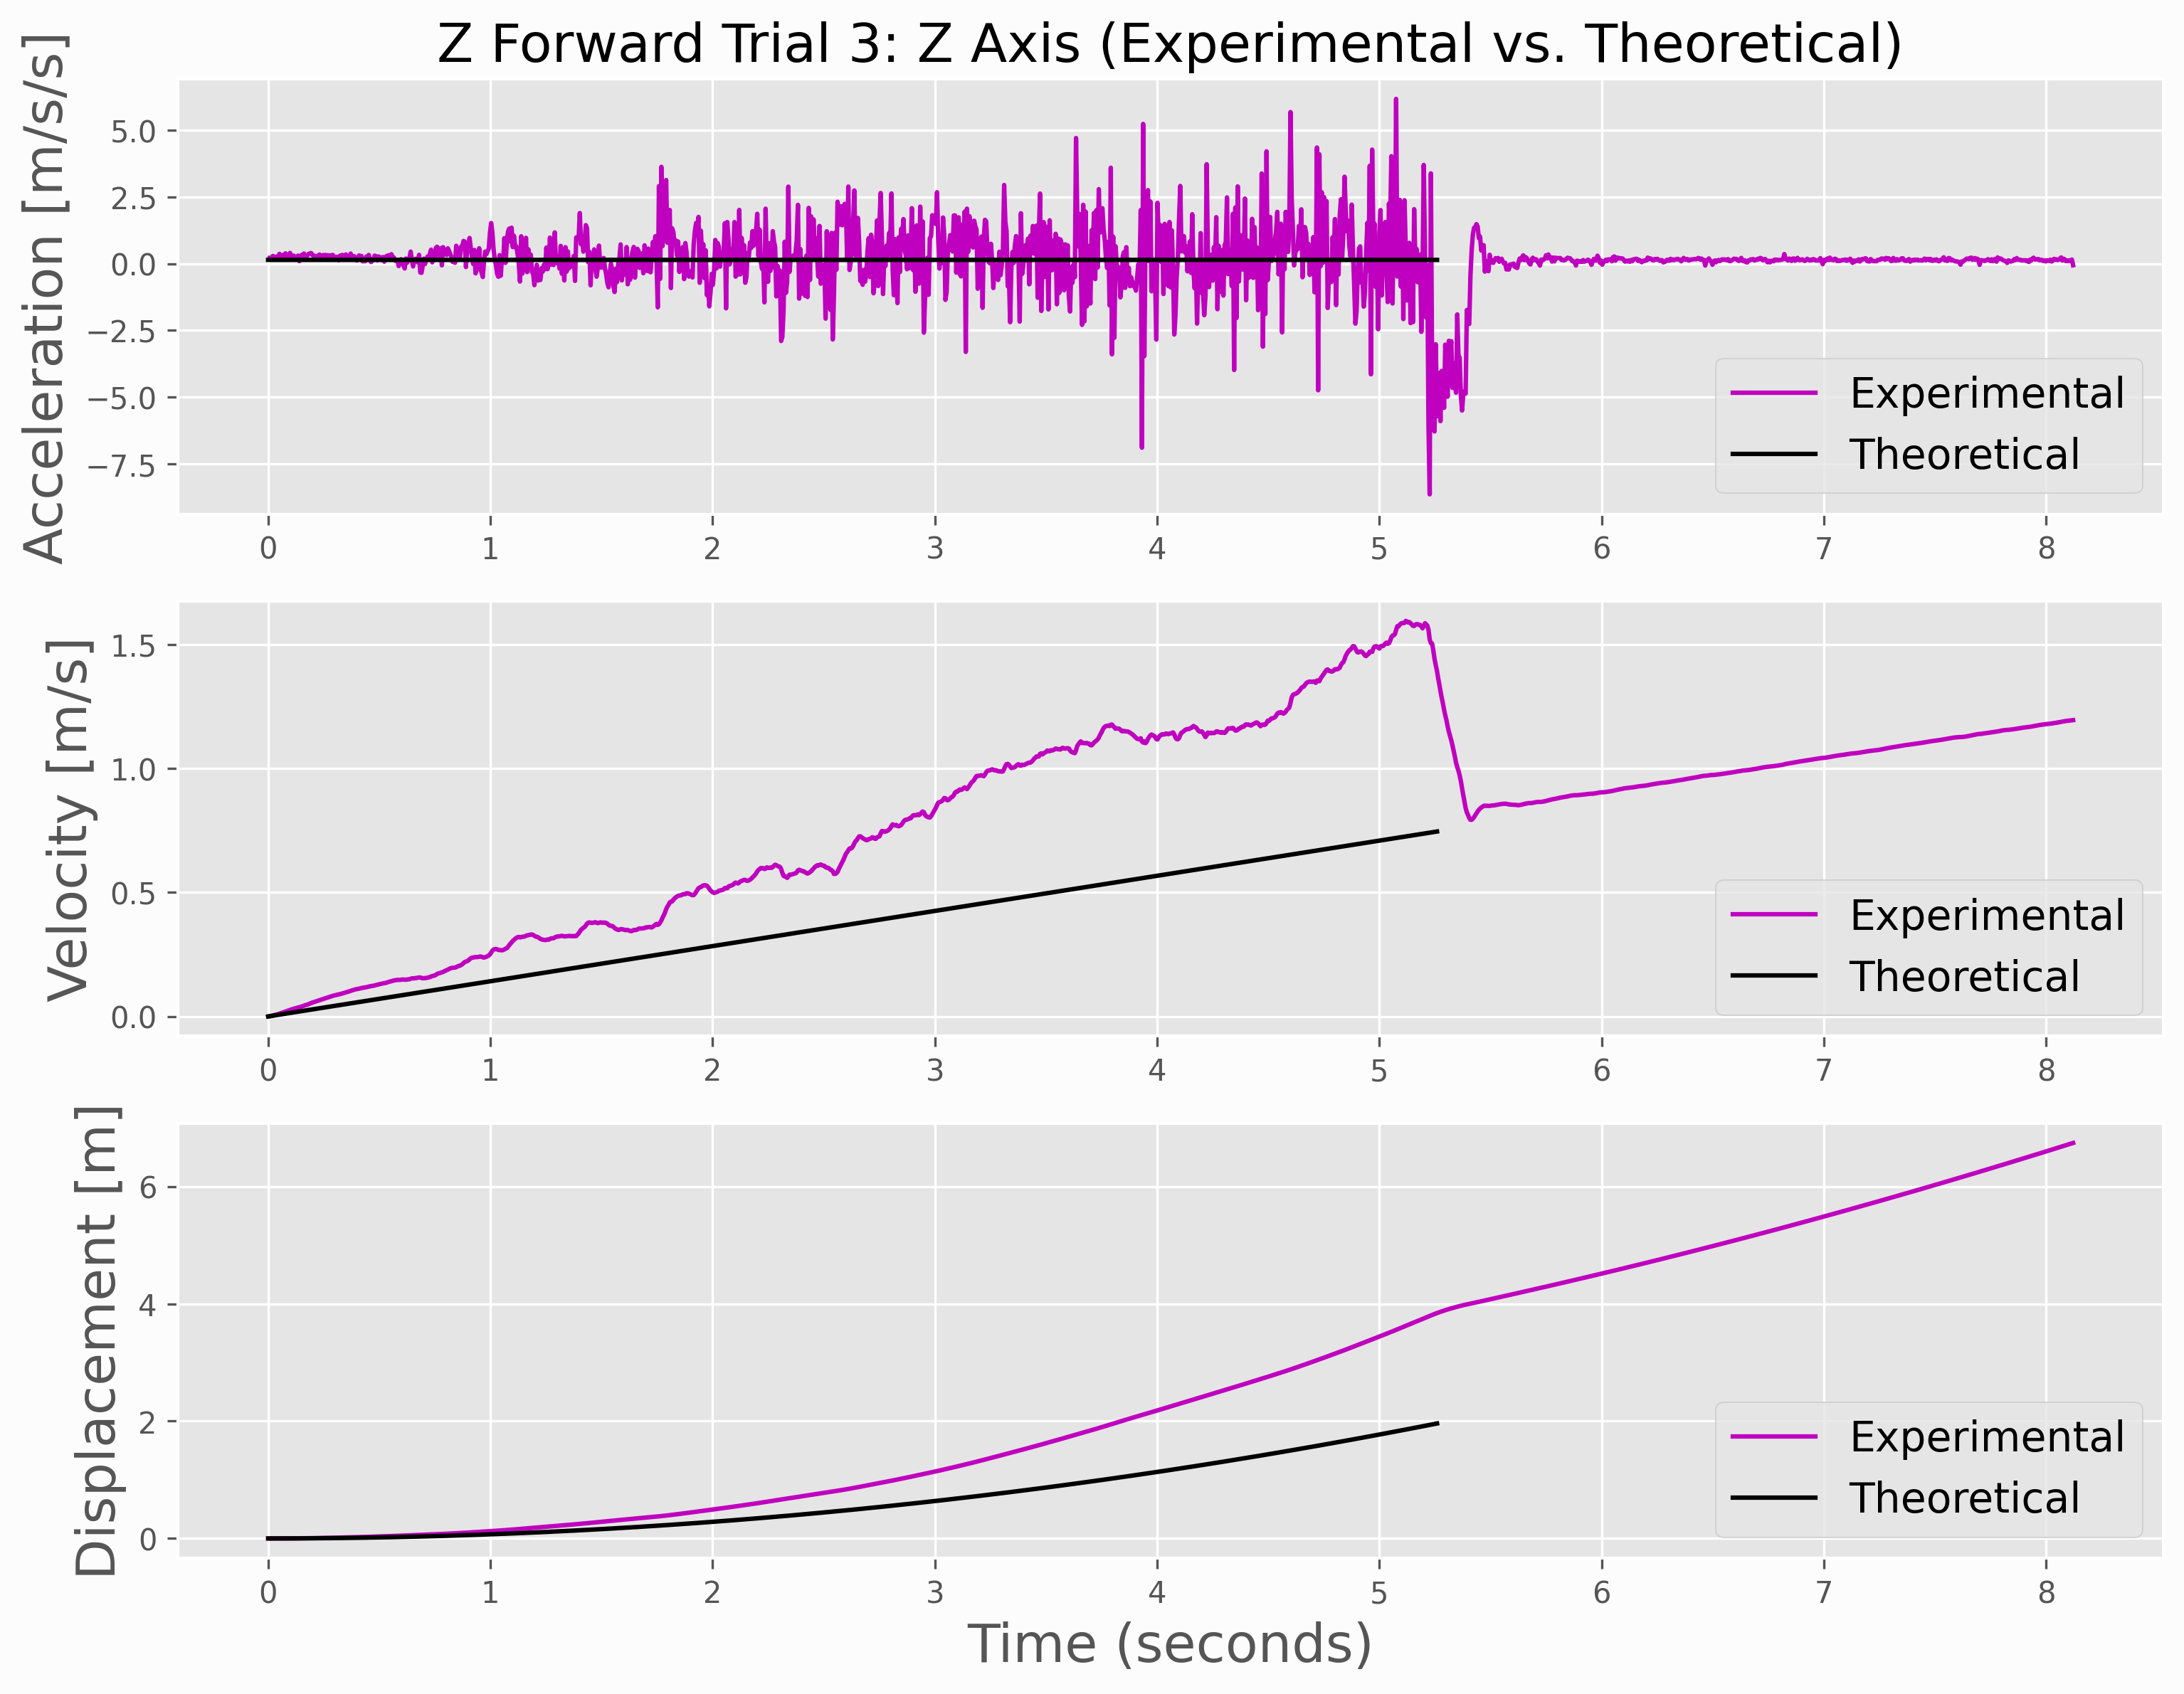 Z Forward Trial 3: Z Axis (Experimental vs. Theoretical)
Acceleration [m/s/s]
5.0
2.5
0.0
−2.5
−5.0
−7.5
Experimental
Theoretical
0 1 2 3 4 5 6 7 8
Velocity [m/s]
1.5
1.0
0.5
0.0
Experimental
Theoretical
0 1 2 3 4 5 6 7 8
Displacement [m]
6
4
2
0
Experimental
Theoretical
0 1 2 3 4 5 6 7 8
Time (seconds)